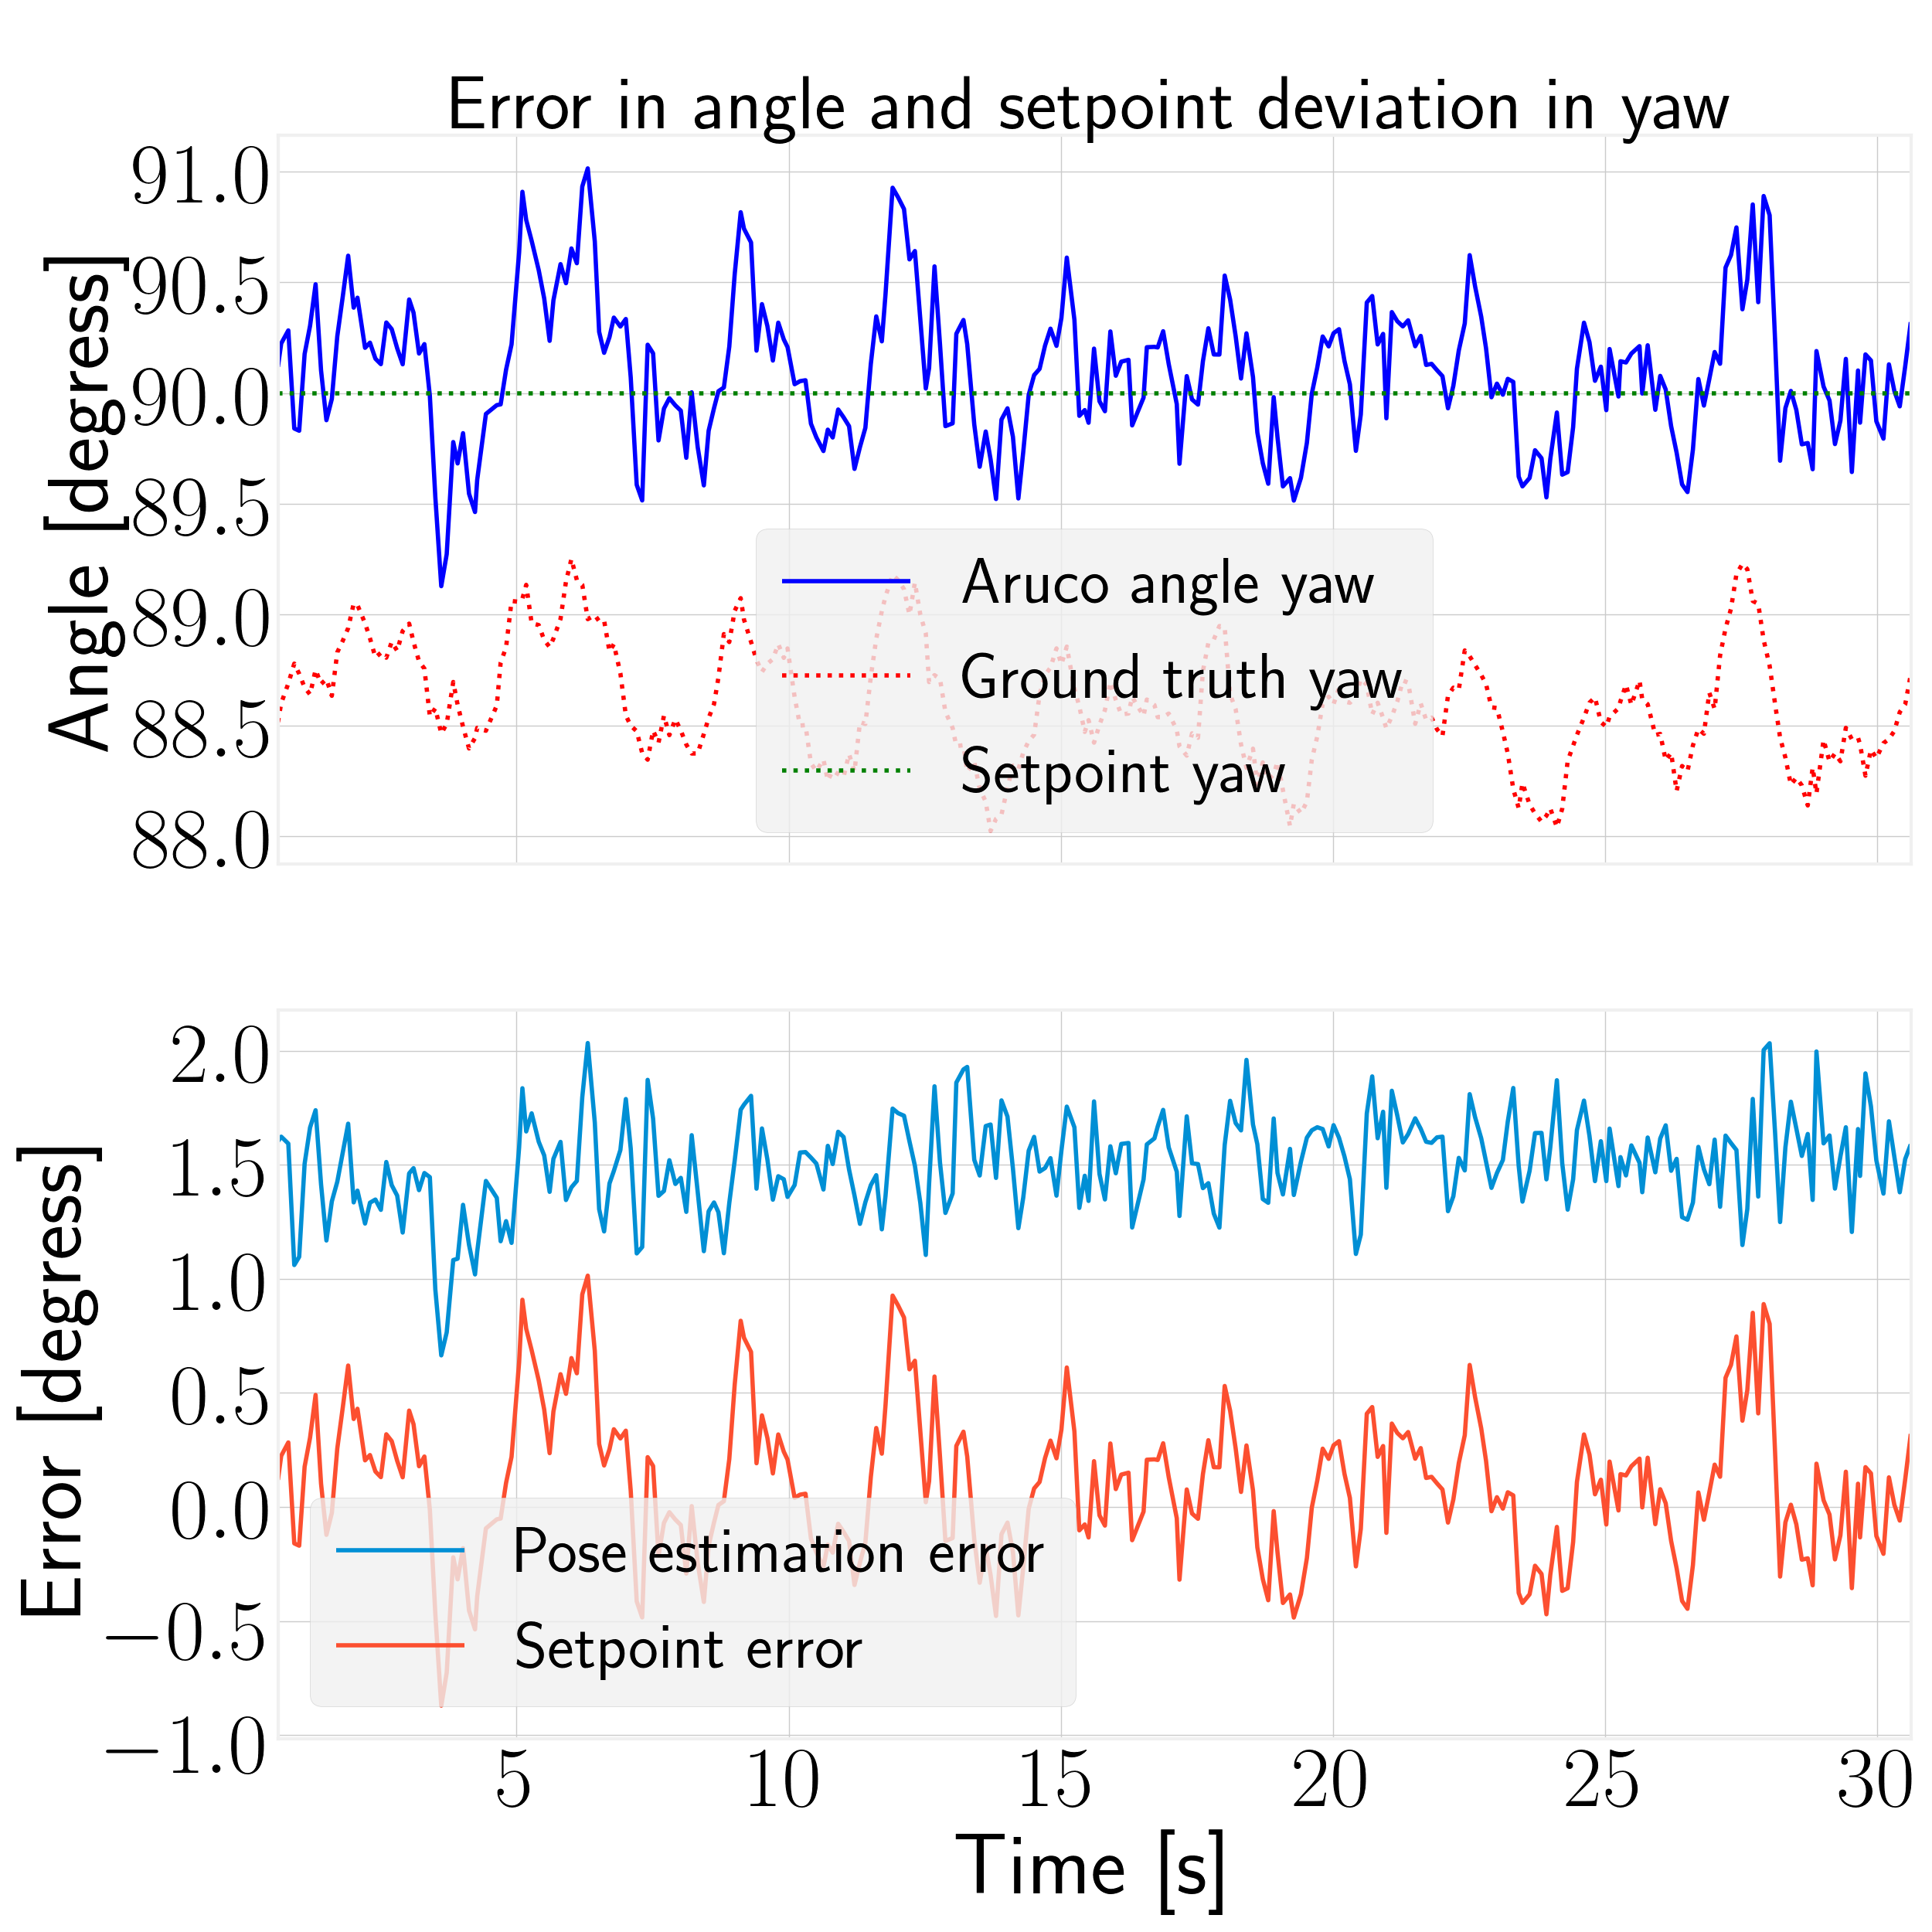 Error in angle and setpoint deviation in yaw
Angle [degress]
91.0
90.5
90.0
89.5
89.0
88.5
88.0
Aruco angle yaw
Ground truth yaw
Setpoint yaw
Error [degress]
2.0
1.5
1.0
0.5
0.0
−0.5
−1.0
Pose estimation error
Setpoint error
5 10 15 20 25 30
Time [s]